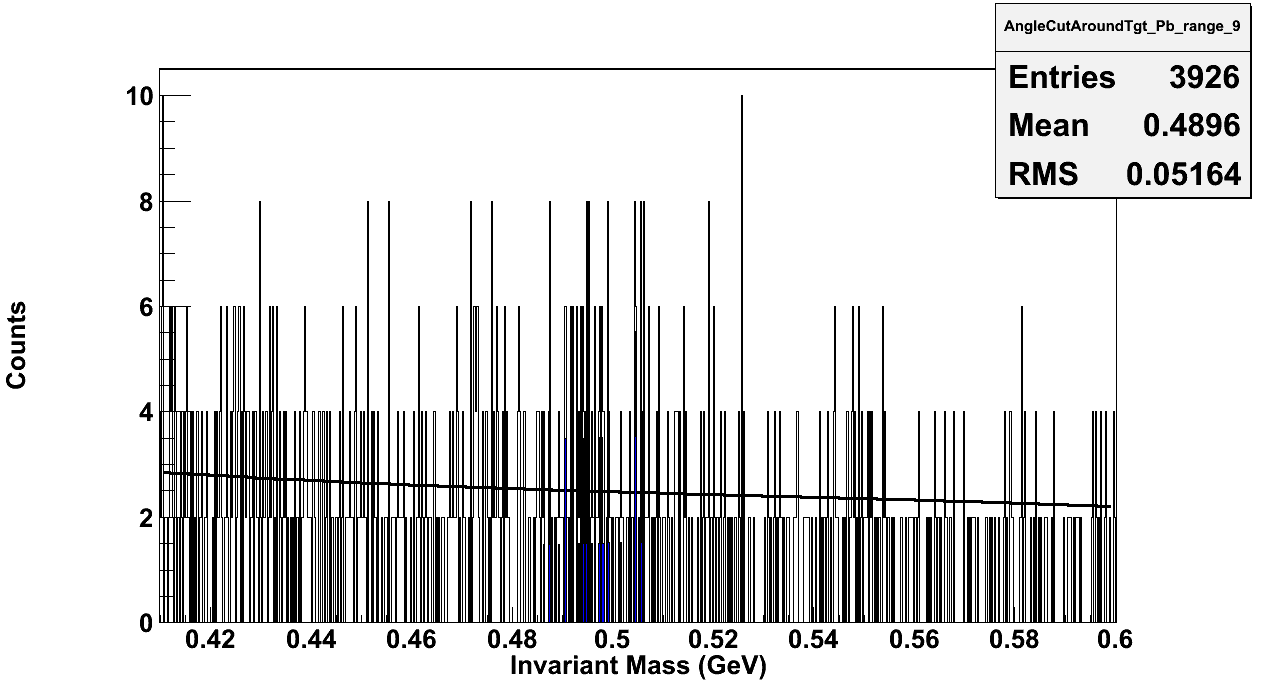 AngleCutAroundTgt_Pb_range_9
Entries 3926
Mean 0.4896
RMS 0.05164
Counts
10
8
6
4
2
0
0.42 0.44 0.46 0.48 0.5 0.52 0.54 0.56 0.58 0.6
Invariant Mass (GeV)